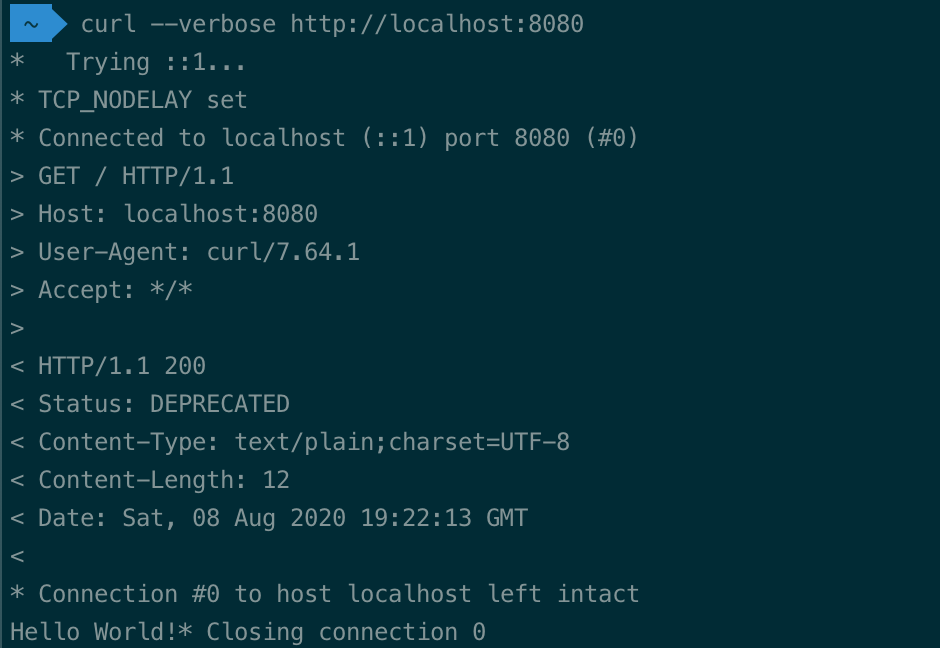 ~ curl --verbose http://localhost:8080
*   Trying ::1...
* TCP_NODELAY set
* Connected to localhost (::1) port 8080 (#0)
> GET / HTTP/1.1
> Host: localhost:8080
> User-Agent: curl/7.64.1
> Accept: */*
>
< HTTP/1.1 200
< Status: DEPRECATED
< Content-Type: text/plain;charset=UTF-8
< Content-Length: 12
< Date: Sat, 08 Aug 2020 19:22:13 GMT
<
* Connection #0 to host localhost left intact
Hello World!* Closing connection 0